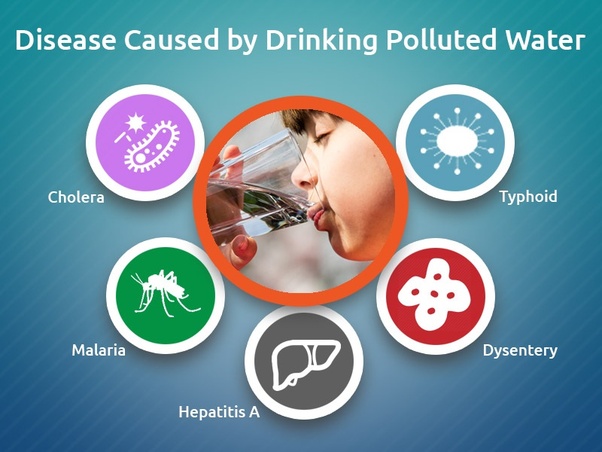 Disease Caused by Drinking Polluted Water
Cholera
Typhoid
Malaria
Dysentery
Hepatitis A